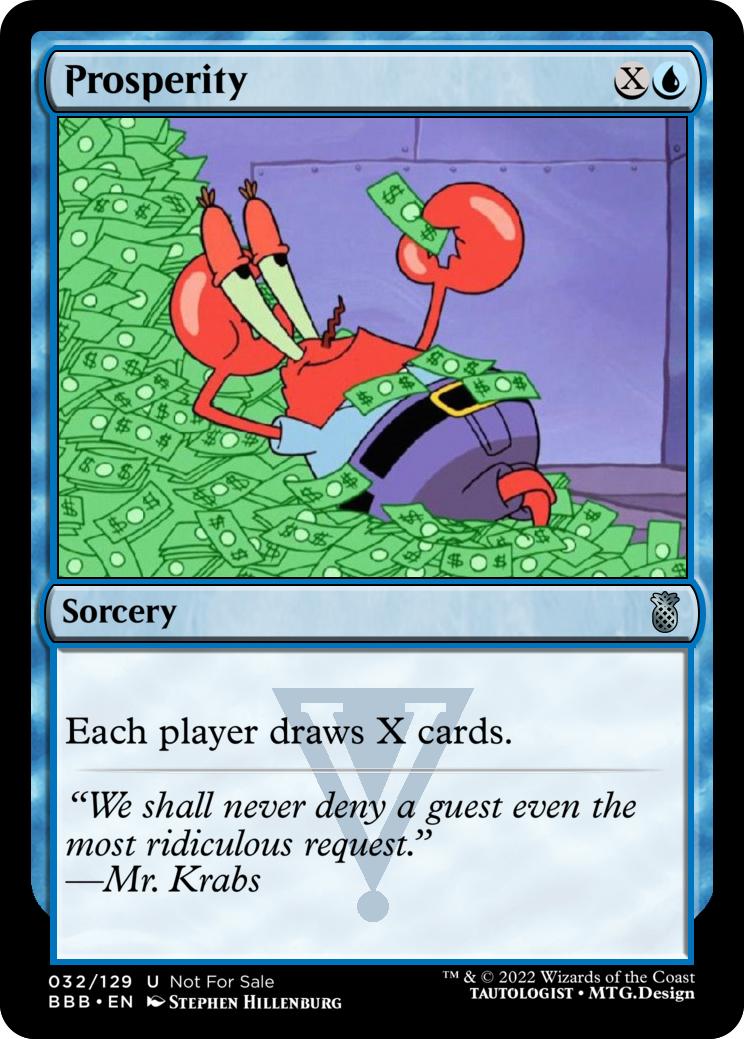 Prosperity X
Sorcery
Each player draws X cards.
“We shall never deny a guest even the
most ridiculous request.”
—Mr. Krabs
032/129 U Not For Sale
BBB • EN STEPHEN HILLENBURG
™ & © 2022 Wizards of the Coast
TAUTOLOGIST • MTG.Design